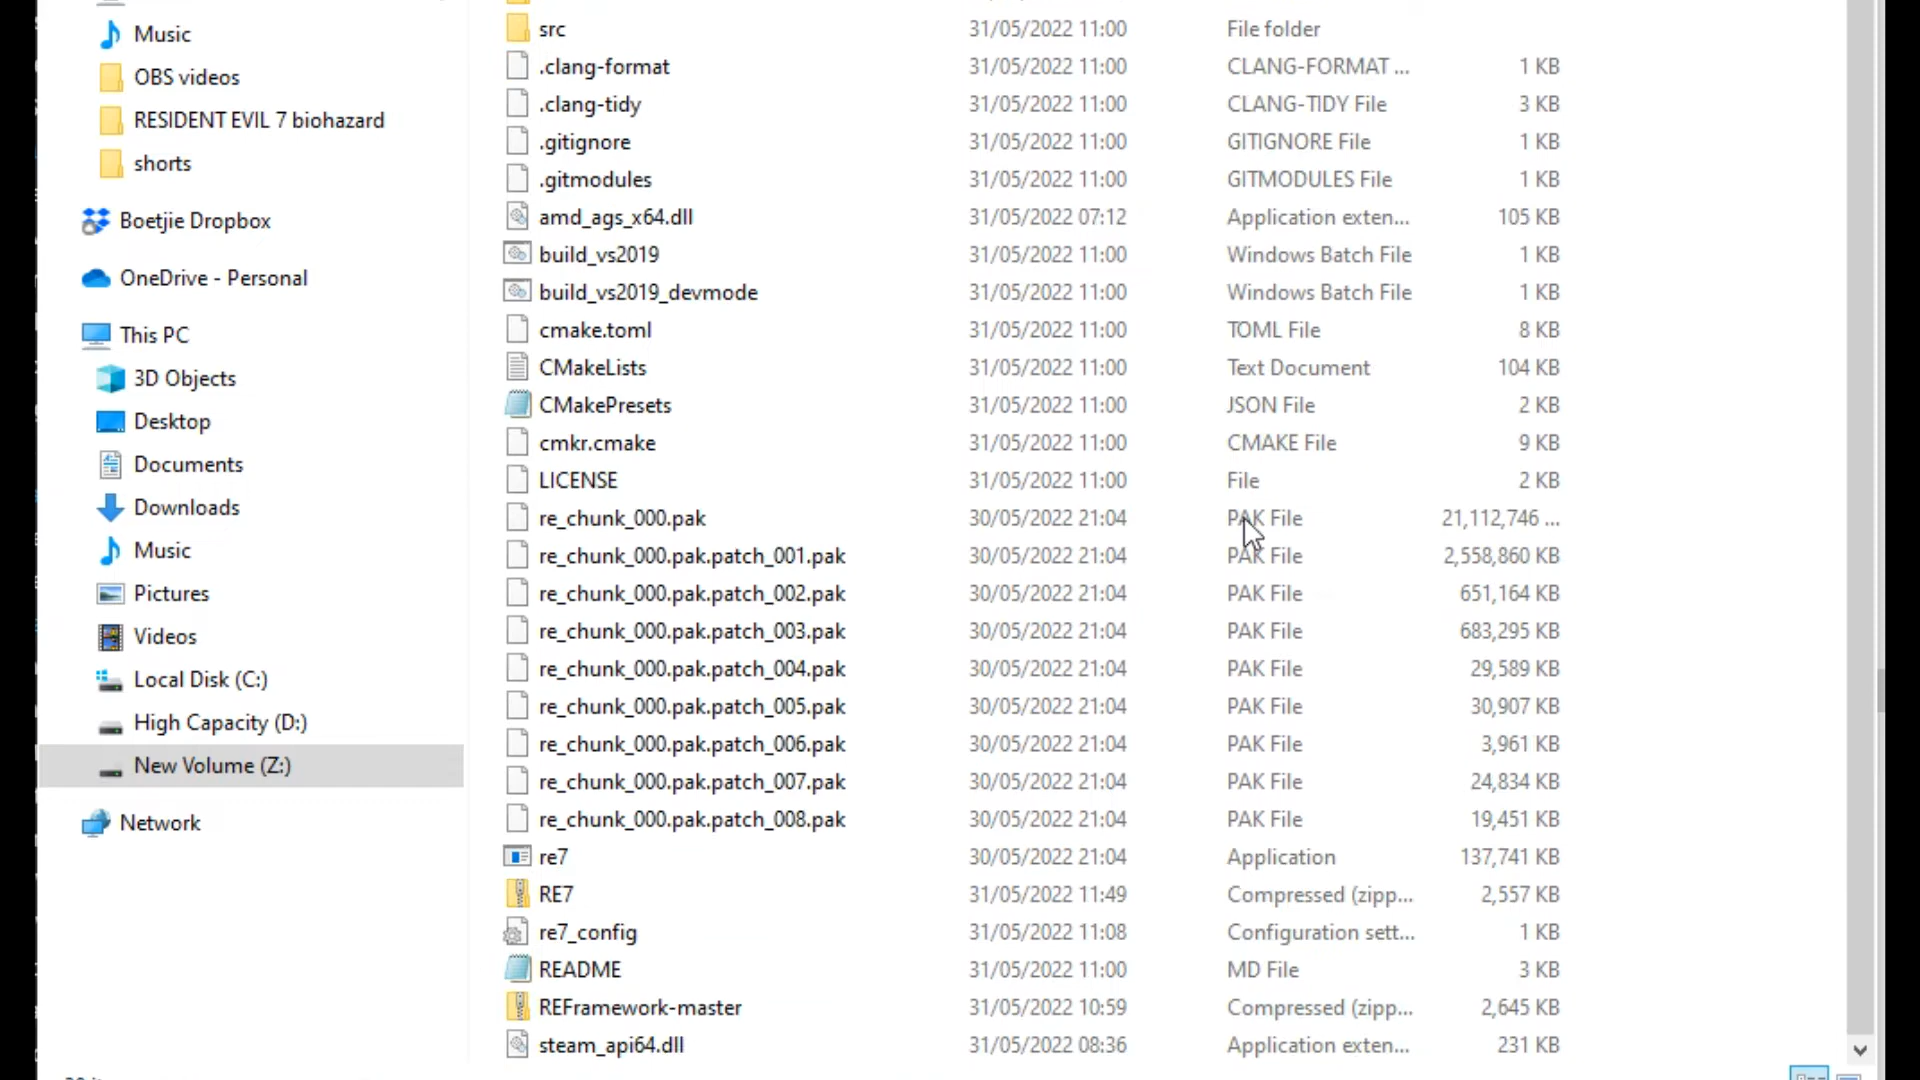 Music
OBS videos
RESIDENT EVIL 7 biohazard
shorts
Boetjie Dropbox
OneDrive - Personal
This PC
3D Objects
Desktop
Documents
Downloads
Music
Pictures
Videos
Local Disk (C:)
High Capacity (D:)
New Volume (Z:)
Network
src 31/05/2022 11:00 File folder
.clang-format 31/05/2022 11:00 CLANG-FORMAT ... 1 KB
.clang-tidy 31/05/2022 11:00 CLANG-TIDY File 3 KB
.gitignore 31/05/2022 11:00 GITIGNORE File 1 KB
.gitmodules 31/05/2022 11:00 GITMODULES File 1 KB
amd_ags_x64.dll 31/05/2022 07:12 Application exten... 105 KB
build_vs2019 31/05/2022 11:00 Windows Batch File 1 KB
build_vs2019_devmode 31/05/2022 11:00 Windows Batch File 1 KB
cmake.toml 31/05/2022 11:00 TOML File 8 KB
CMakeLists 31/05/2022 11:00 Text Document 104 KB
CMakePresets 31/05/2022 11:00 JSON File 2 KB
cmkr.cmake 31/05/2022 11:00 CMAKE File 9 KB
LICENSE 31/05/2022 11:00 File 2 KB
re_chunk_000.pak 30/05/2022 21:04 PAK File 21,112,746 ...
re_chunk_000.pak.patch_001.pak 30/05/2022 21:04 PAK File 2,558,860 KB
re_chunk_000.pak.patch_002.pak 30/05/2022 21:04 PAK File 651,164 KB
re_chunk_000.pak.patch_003.pak 30/05/2022 21:04 PAK File 683,295 KB
re_chunk_000.pak.patch_004.pak 30/05/2022 21:04 PAK File 29,589 KB
re_chunk_000.pak.patch_005.pak 30/05/2022 21:04 PAK File 30,907 KB
re_chunk_000.pak.patch_006.pak 30/05/2022 21:04 PAK File 3,961 KB
re_chunk_000.pak.patch_007.pak 30/05/2022 21:04 PAK File 24,834 KB
re_chunk_000.pak.patch_008.pak 30/05/2022 21:04 PAK File 19,451 KB
re7 30/05/2022 21:04 Application 137,741 KB
RE7 31/05/2022 11:49 Compressed (zipp... 2,557 KB
re7_config 31/05/2022 11:08 Configuration sett... 1 KB
README 31/05/2022 11:00 MD File 3 KB
REFramework-master 31/05/2022 10:59 Compressed (zipp... 2,645 KB
steam_api64.dll 31/05/2022 08:36 Application exten... 231 KB